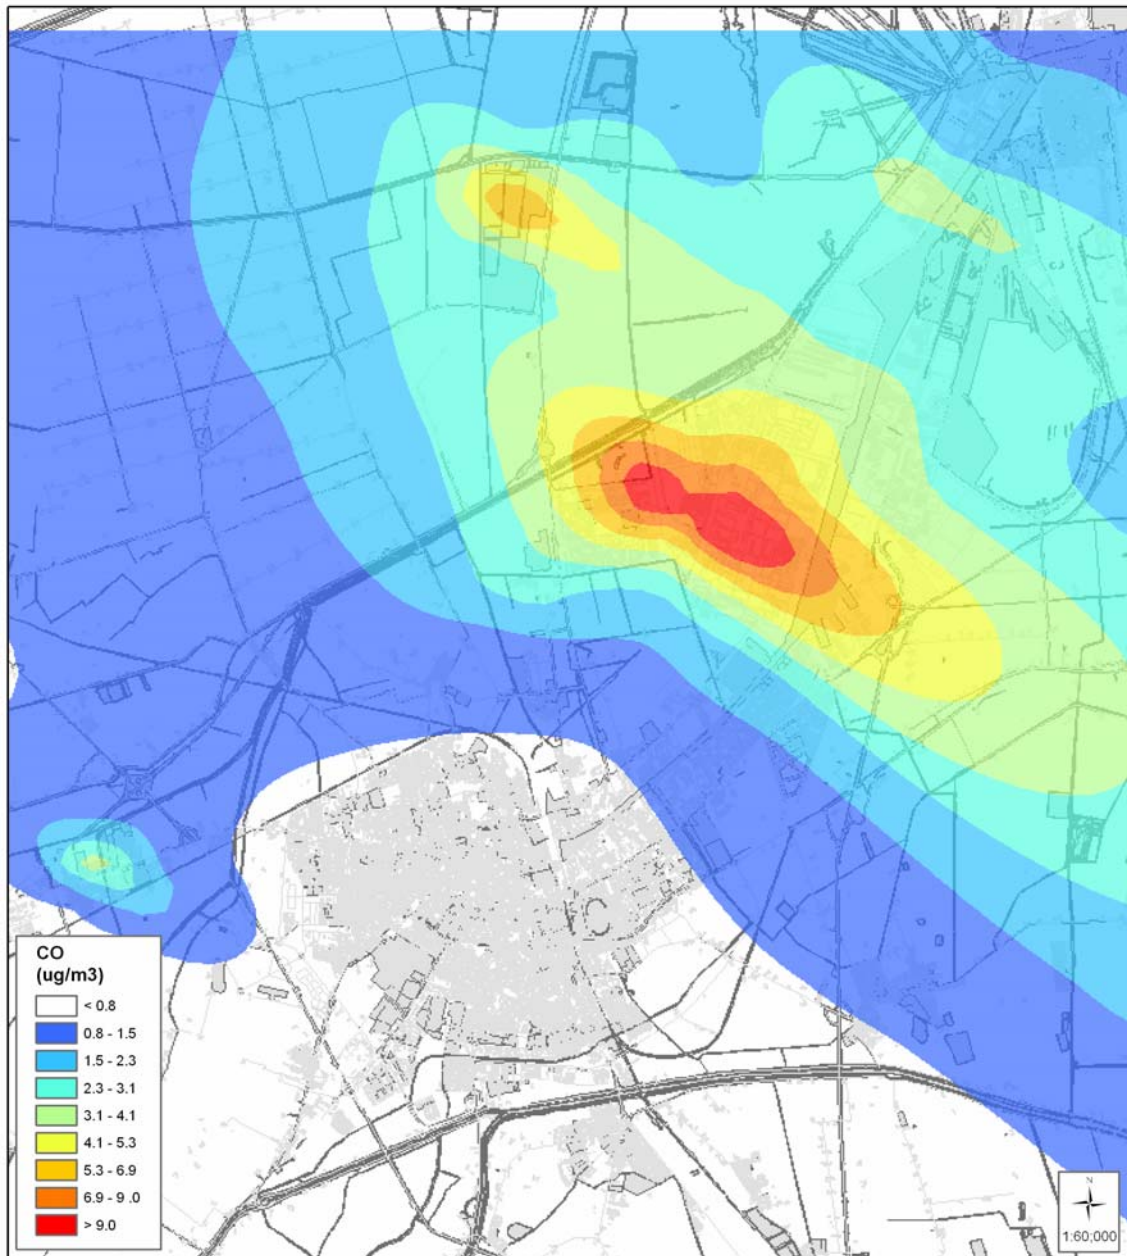 CO
(ug/m3)
< 0.8
0.8 - 1.5
1.5 - 2.3
2.3 - 3.1
3.1 - 4.1
4.1 - 5.3
5.3 - 6.9
6.9 - 9.0
> 9.0
N
1:60;000